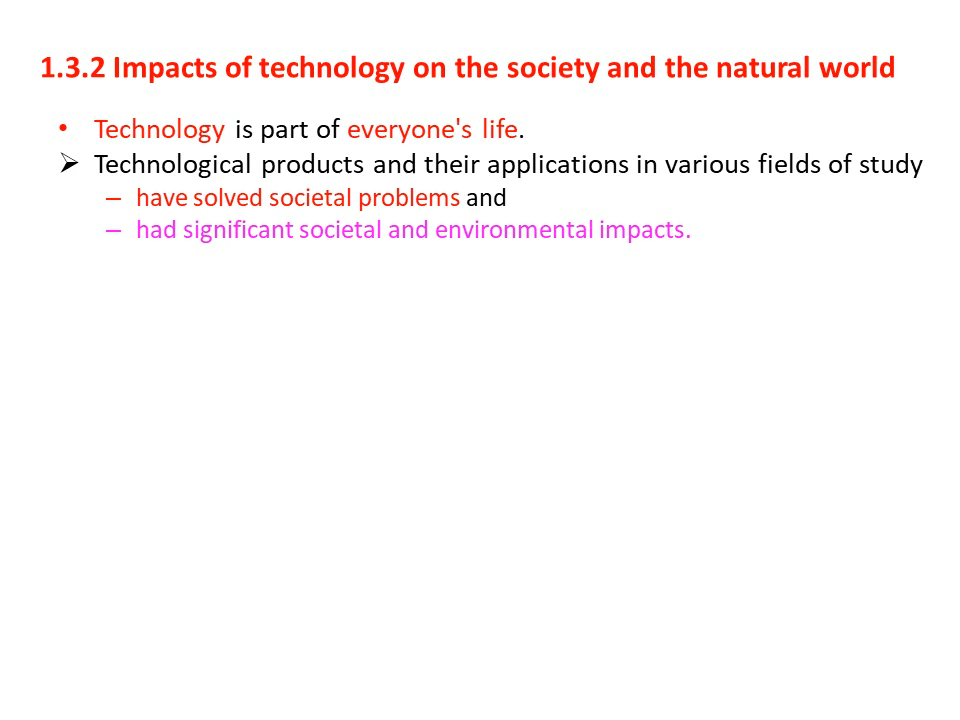 1.3.2 Impacts of technology on the society and the natural world
• Technology is part of everyone's life.
➢ Technological products and their applications in various fields of study
– have solved societal problems and
– had significant societal and environmental impacts.